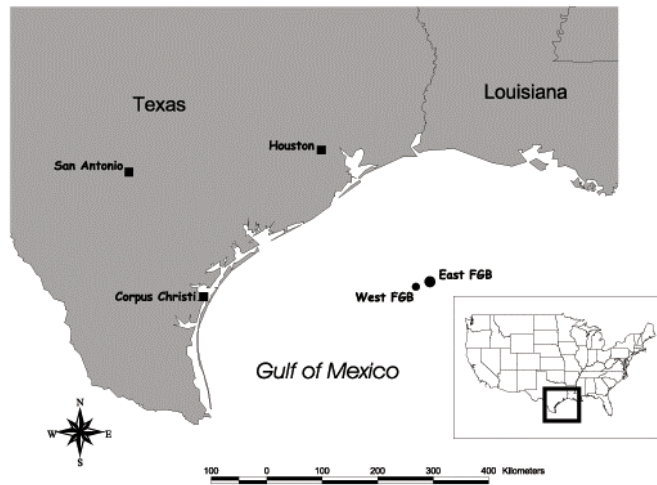 Texas
Louisiana
Houston
San Antonio
Corpus Christi
East FGB
West FGB
Gulf of Mexico
N
W E
S
100 0 100 200 300 400 Kilometers